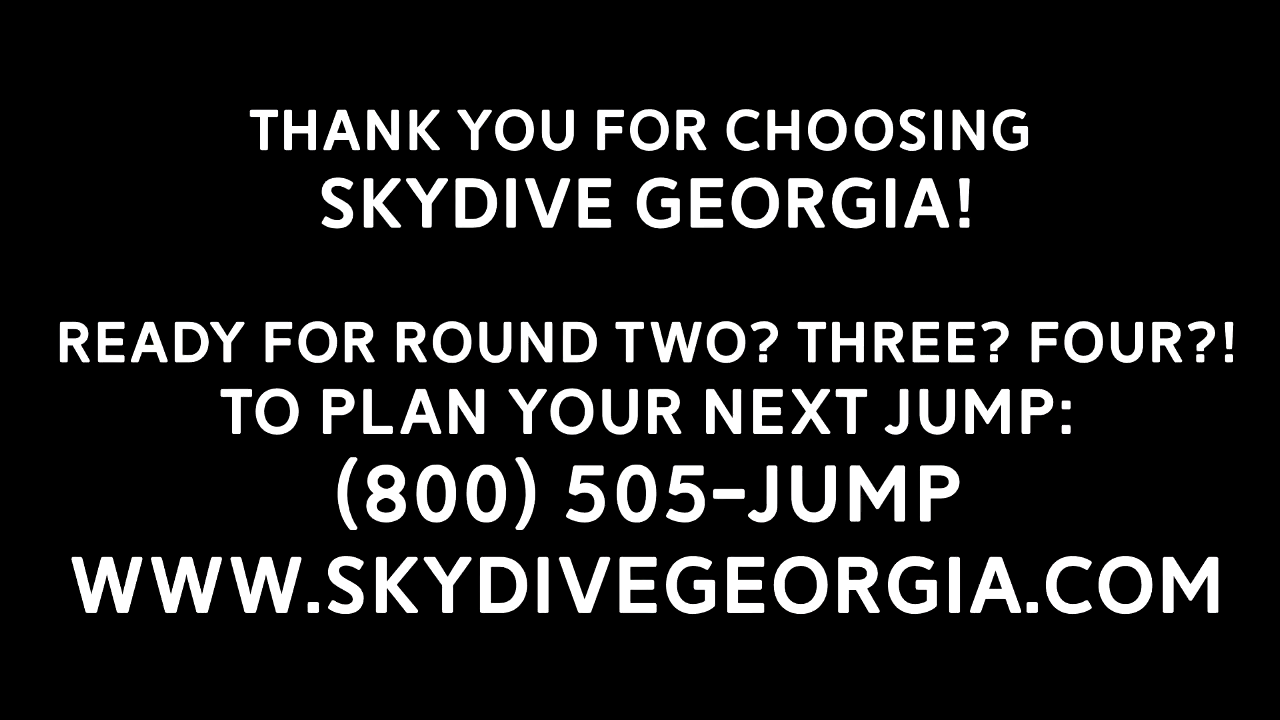 THANK YOU FOR CHOOSING
SKYDIVE GEORGIA!
READY FOR ROUND TWO? THREE? FOUR?!
TO PLAN YOUR NEXT JUMP:
(800) 505-JUMP
WWW.SKYDIVEGEORGIA.COM